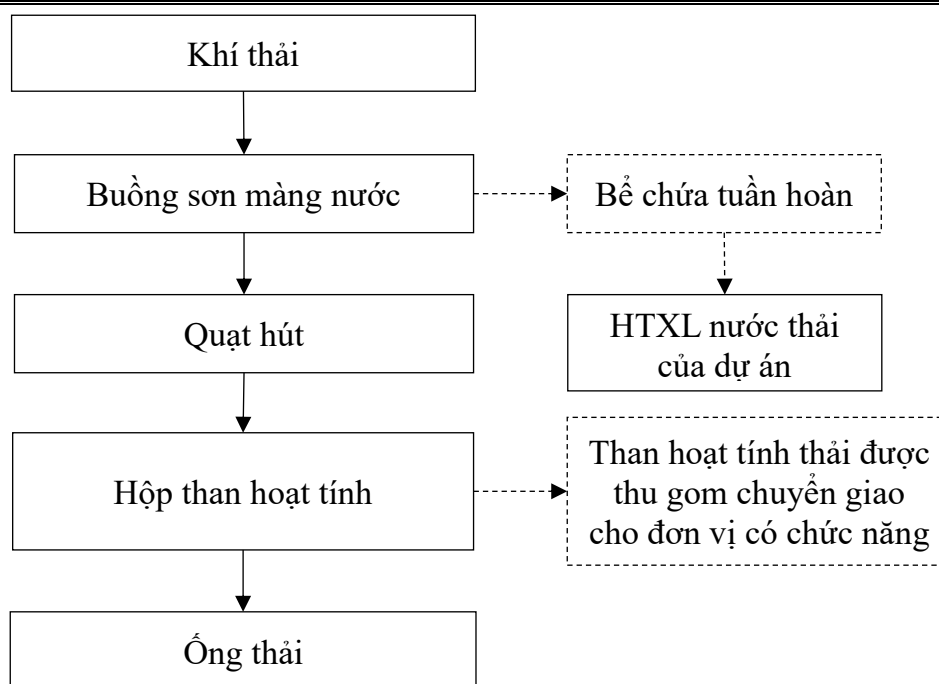 Khí thải
Buồng sơn màng nước
Bể chứa tuần hoàn
Quạt hút
HTXL nước thải
của dự án
Hộp than hoạt tính
Than hoạt tính thải được
thu gom chuyển giao
cho đơn vị có chức năng
Ống thải